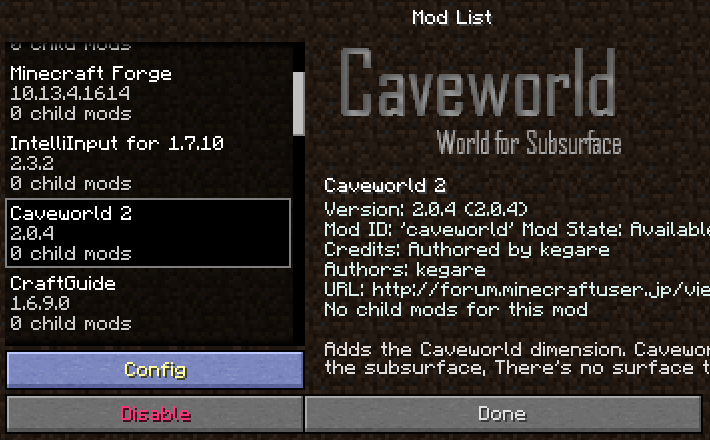 Mod List
0 child mods
Minecraft Forge
10.13.4.1614
0 child mods
IntelliInput for 1.7.10
2.3.2
0 child mods
Caveworld 2
2.0.4
0 child mods
CraftGuide
1.6.9.0
0 child mods
Config
Disable
Caveworld
World for Subsurface
Caveworld 2
Version: 2.0.4 (2.0.4)
Mod ID: 'caveworld' Mod State: Available
Credits: Authored by kegare
Authors: kegare
URL: http://forum.minecraftuser.jp/vie
No child mods for this mod
Adds the Caveworld dimension. Cavewor
the subsurface, There's no surface t
Done